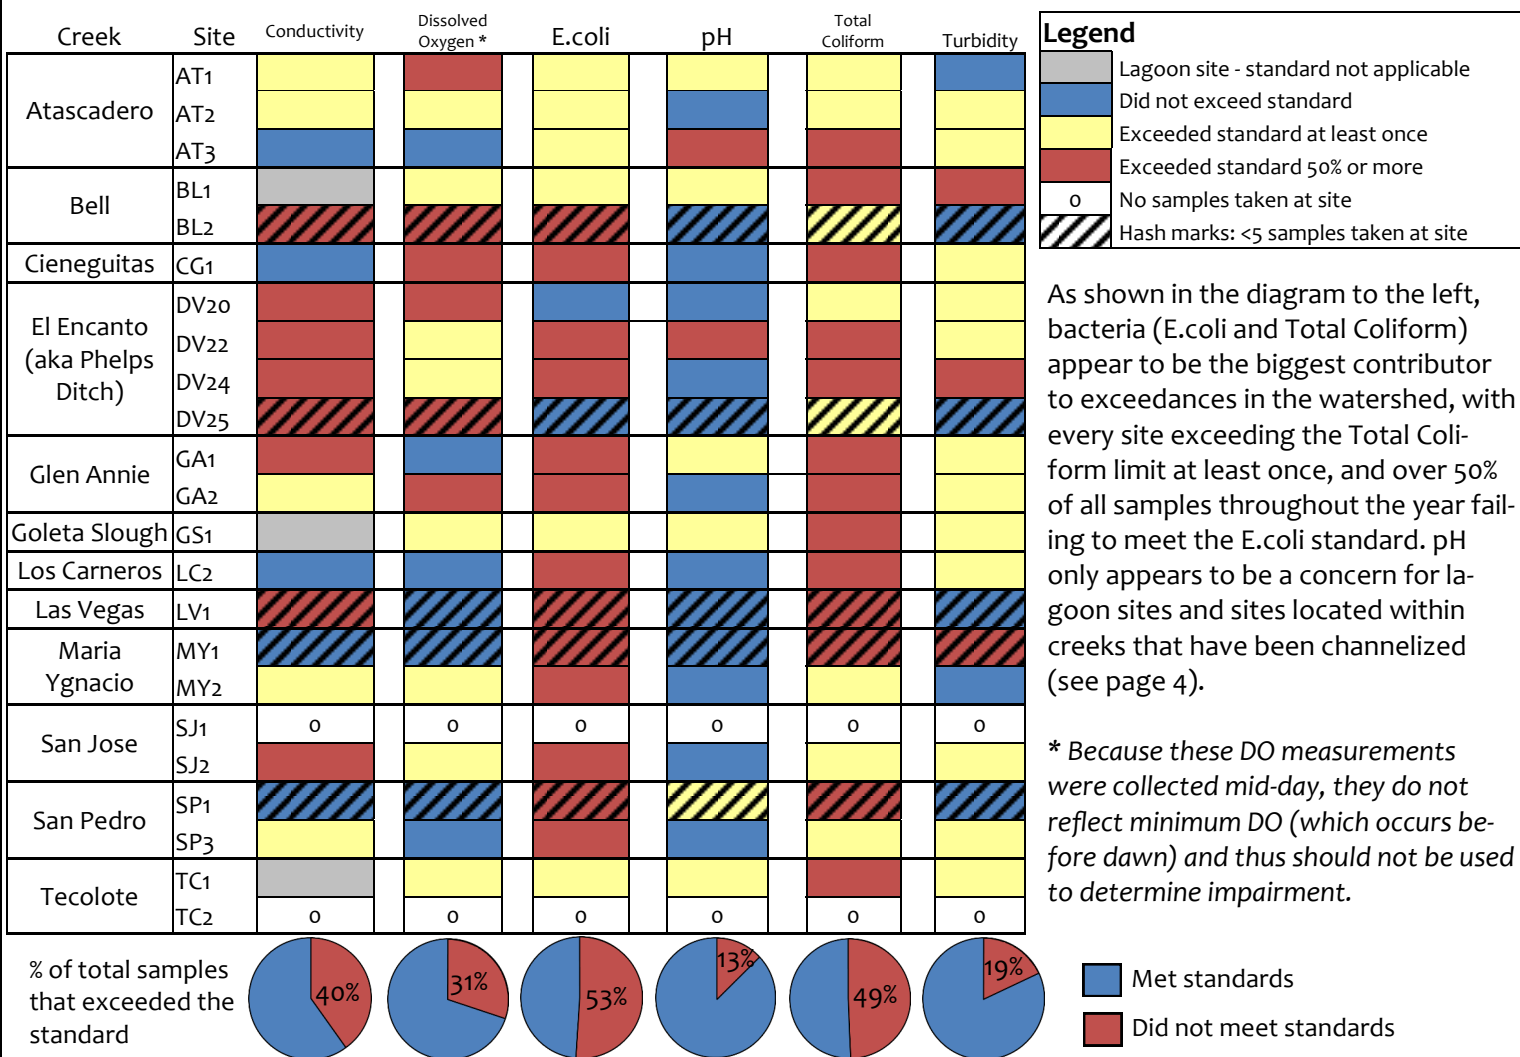 Creek Site Conductivity Dissolved Oxygen * E.coli pH Total Coliform Turbidity
Atascadero
AT1
AT2
AT3
Bell
BL1
BL2
Cieneguitas CG1
El Encanto
(aka Phelps
Ditch)
DV20
DV22
DV24
DV25
Glen Annie
GA1
GA2
Goleta Slough GS1
Los Carneros LC2
Las Vegas LV1
Maria
Ygnacio
MY1
MY2
San Jose
SJ1 0 0 0 0 0 0
SJ2
San Pedro
SP1
SP3
Tecolote
TC1
TC2 0 0 0 0 0 0
% of total samples
that exceeded the
standard
40% 31% 53% 13% 49% 19%
Legend
Lagoon site - standard not applicable
Did not exceed standard
Exceeded standard at least once
Exceeded standard 50% or more
0 No samples taken at site
Hash marks: <5 samples taken at site
As shown in the diagram to the left,
bacteria (E.coli and Total Coliform)
appear to be the biggest contributor
to exceedances in the watershed, with
every site exceeding the Total Coli-
form limit at least once, and over 50%
of all samples throughout the year fail-
ing to meet the E.coli standard. pH
only appears to be a concern for la-
goon sites and sites located within
creeks that have been channelized
(see page 4).
* Because these DO measurements
were collected mid-day, they do not
reflect minimum DO (which occurs be-
fore dawn) and thus should not be used
to determine impairment.
Met standards
Did not meet standards